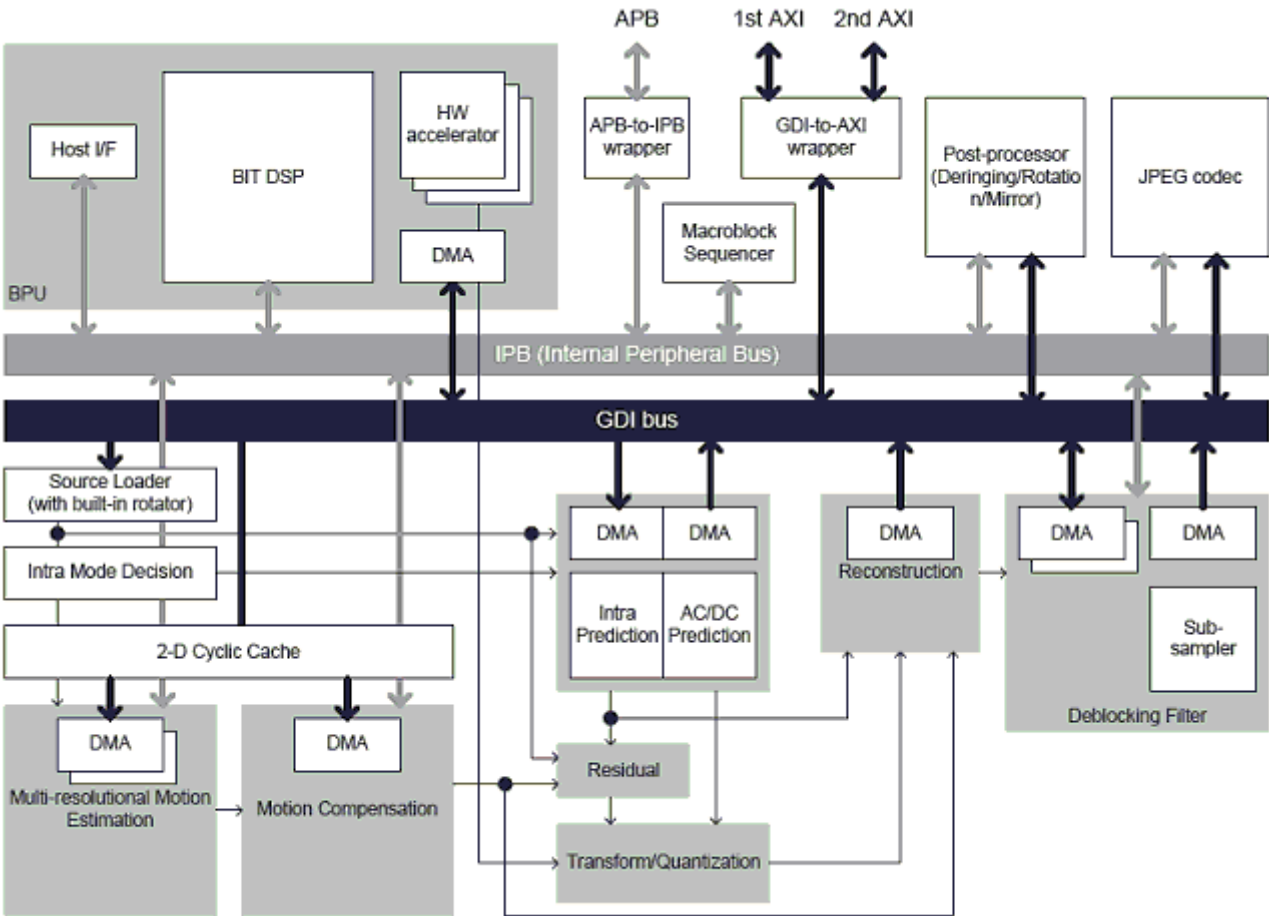 APB
1st AXI
2nd AXI
Host I/F
BIT DSP
HW
accelerator
DMA
BPU
APB-to-IPB
wrapper
GDI-to-AXI
wrapper
Macroblock
Sequencer
Post-processor
(Deringing/Rotatio
n/Mirror)
JPEG codec
IPB (Internal Peripheral Bus)
GDI bus
Source Loader
(with built-in rotator)
Intra Mode Decision
2-D Cyclic Cache
DMA
Multi-resolutional Motion
Estimation
DMA
Motion Compensation
DMA
DMA
Intra
Prediction
AC/DC
Prediction
Residual
Transform/Quantization
DMA
Reconstruction
DMA
DMA
Sub-
sampler
Deblocking Filter